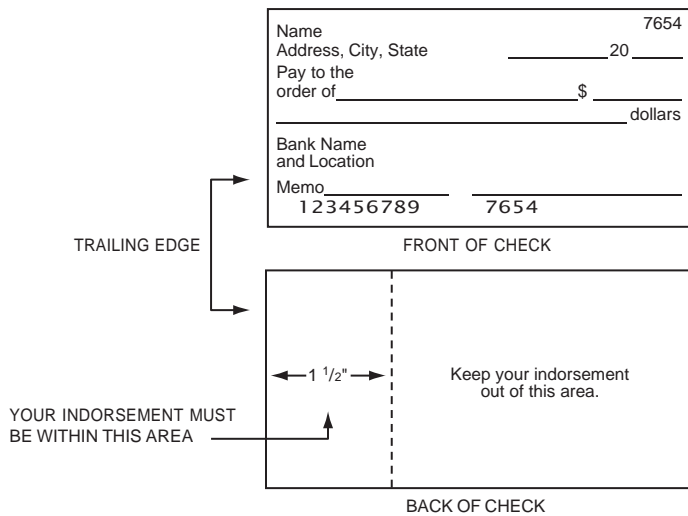 7654
Name
Address, City, State 20
Pay to the
order of $
dollars
Bank Name
and Location
Memo
123456789 7654
TRAILING EDGE
FRONT OF CHECK
1 1/2"
Keep your indorsement
out of this area.
YOUR INDORSEMENT MUST
BE WITHIN THIS AREA
BACK OF CHECK